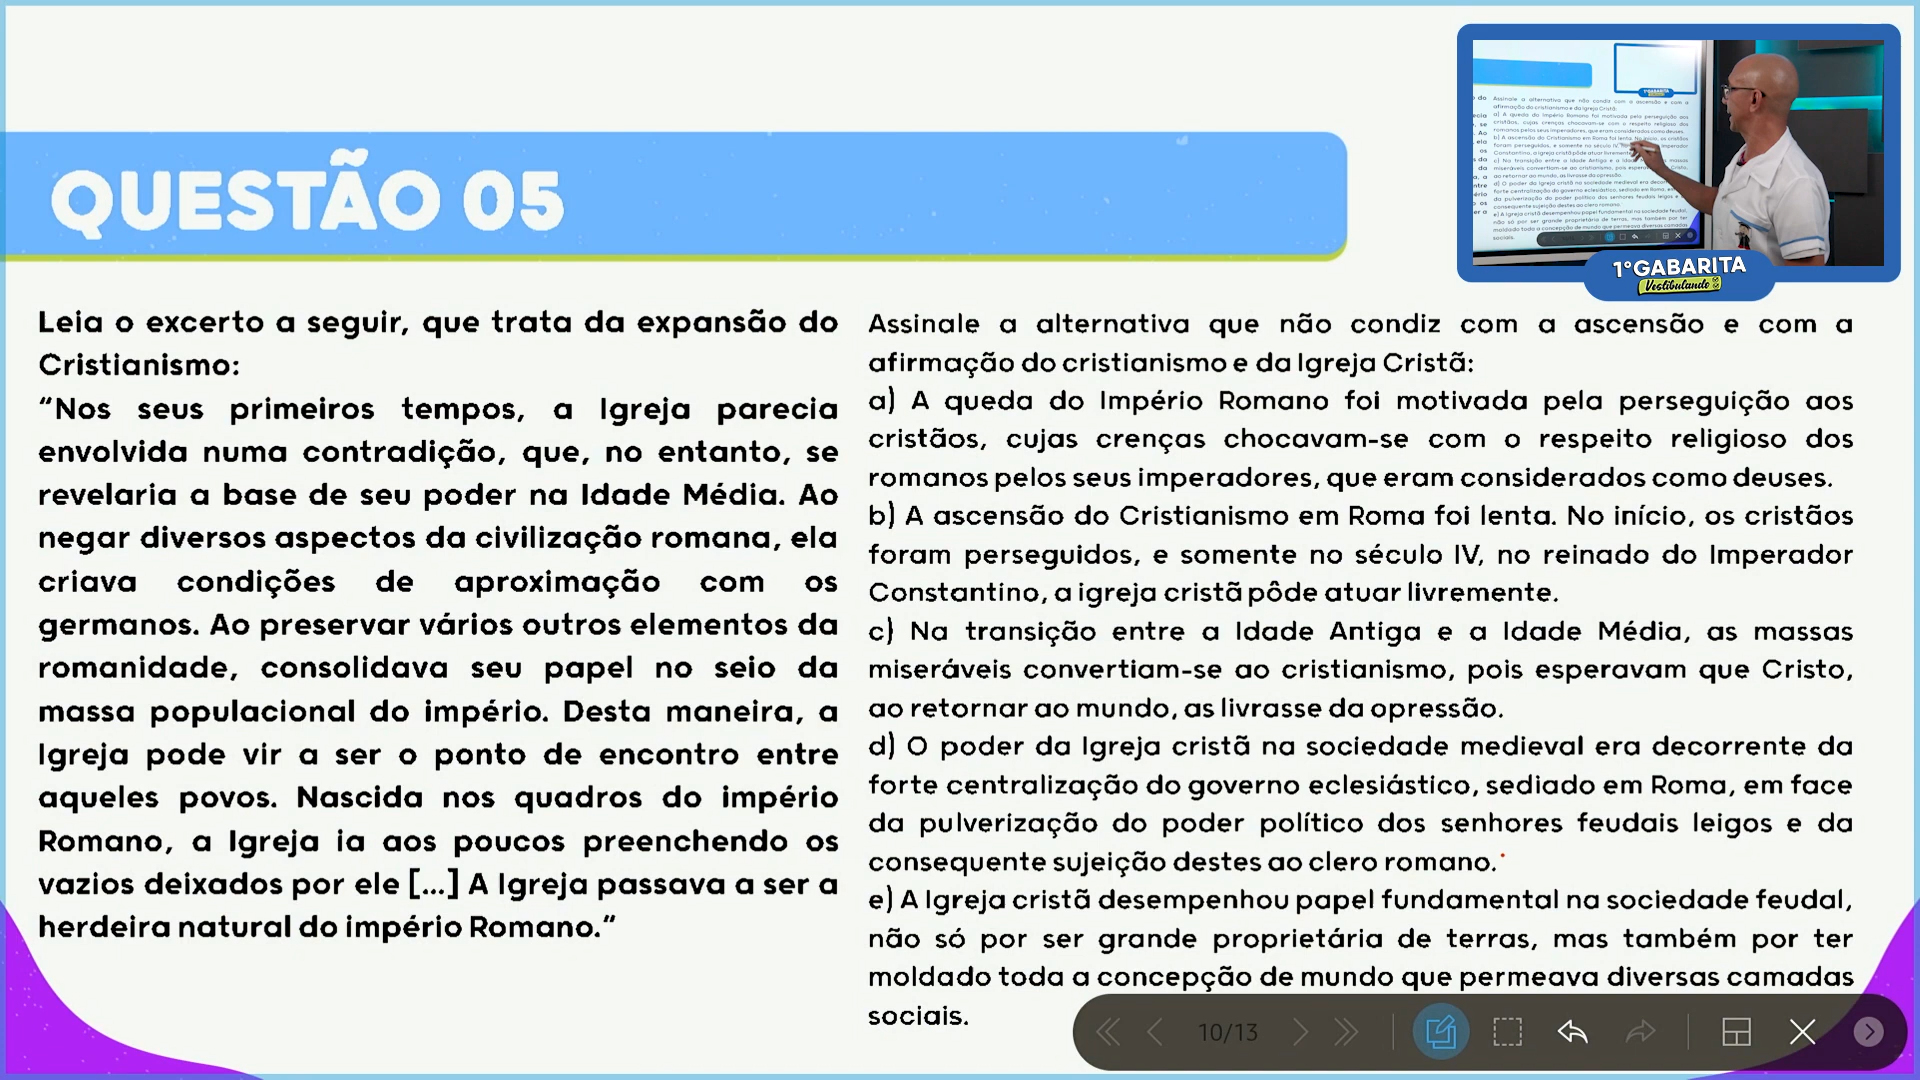 QUESTÃO 05
1°GABARITA
Vestibulando
Leia o excerto a seguir, que trata da expansão do
Cristianismo:
“Nos seus primeiros tempos, a Igreja parecia
envolvida numa contradição, que, no entanto, se
revelaria a base de seu poder na Idade Média. Ao
negar diversos aspectos da civilização romana, ela
criava condições de aproximação com os
germanos. Ao preservar vários outros elementos da
romanidade, consolidava seu papel no seio da
massa populacional do império. Desta maneira, a
Igreja pode vir a ser o ponto de encontro entre
aqueles povos. Nascida nos quadros do império
Romano, a Igreja ia aos poucos preenchendo os
vazios deixados por ele [...] A Igreja passava a ser a
herdeira natural do império Romano.”
Assinale a alternativa que não condiz com a ascensão e com a
afirmação do cristianismo e da Igreja Cristã:
a) A queda do Império Romano foi motivada pela perseguição aos
cristãos, cujas crenças chocavam-se com o respeito religioso dos
romanos pelos seus imperadores, que eram considerados como deuses.
b) A ascensão do Cristianismo em Roma foi lenta. No início, os cristãos
foram perseguidos, e somente no século IV, no reinado do Imperador
Constantino, a igreja cristã pôde atuar livremente.
c) Na transição entre a Idade Antiga e a Idade Média, as massas
miseráveis convertiam-se ao cristianismo, pois esperavam que Cristo,
ao retornar ao mundo, as livrasse da opressão.
d) O poder da Igreja cristã na sociedade medieval era decorrente da
forte centralização do governo eclesiástico, sediado em Roma, em face
da pulverização do poder político dos senhores feudais leigos e da
consequente sujeição destes ao clero romano.
e) A Igreja cristã desempenhou papel fundamental na sociedade feudal,
não só por ser grande proprietária de terras, mas também por ter
moldado toda a concepção de mundo que permeava diversas camadas
sociais.
10/13